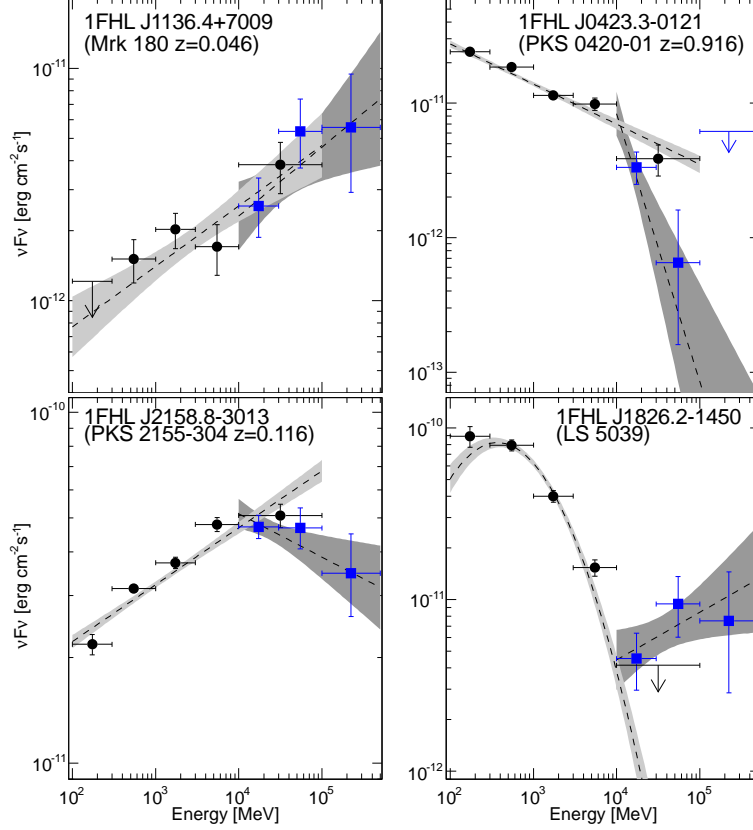 1FHL J1136.4+7009
(Mrk 180 z=0.046)
10⁻¹¹
10⁻¹²
νFν [erg cm⁻² s⁻¹]
1FHL J0423.3-0121
(PKS 0420-01 z=0.916)
10⁻¹¹
10⁻¹²
10⁻¹³
1FHL J2158.8-3013
(PKS 2155-304 z=0.116)
10⁻¹⁰
10⁻¹¹
νFν [erg cm⁻² s⁻¹]
10² 10³ 10⁴ 10⁵
Energy [MeV]
1FHL J1826.2-1450
(LS 5039)
10⁻¹⁰
10⁻¹¹
10⁻¹²
10² 10³ 10⁴ 10⁵
Energy [MeV]